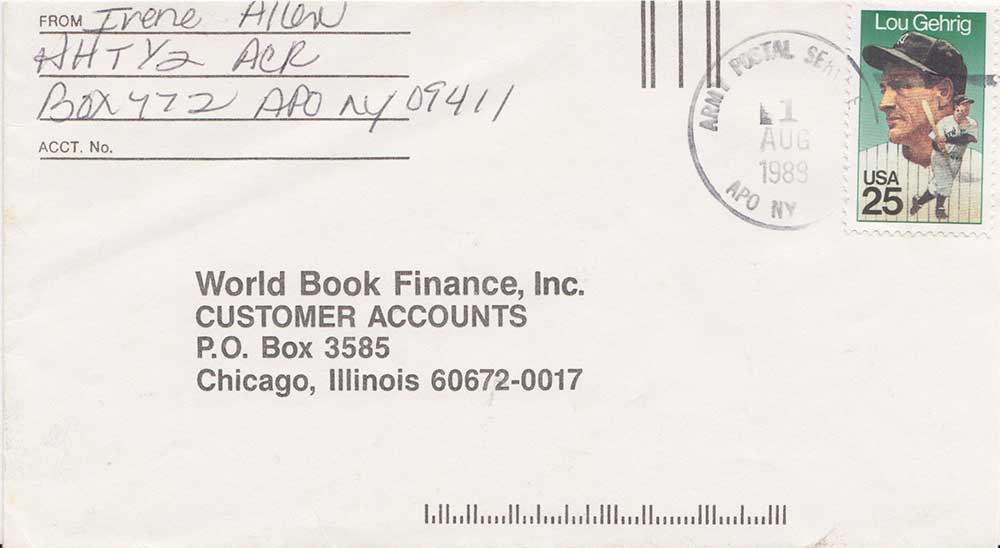 FROM Irene Allen
HHT 1/2 ACR
Box 472 APO NY 09411
ACCT. No.
ARMY POSTAL SER
1
AUG
1989
APO NY
Lou Gehrig
USA
25
World Book Finance, Inc.
CUSTOMER ACCOUNTS
P.O. Box 3585
Chicago, Illinois 60672-0017